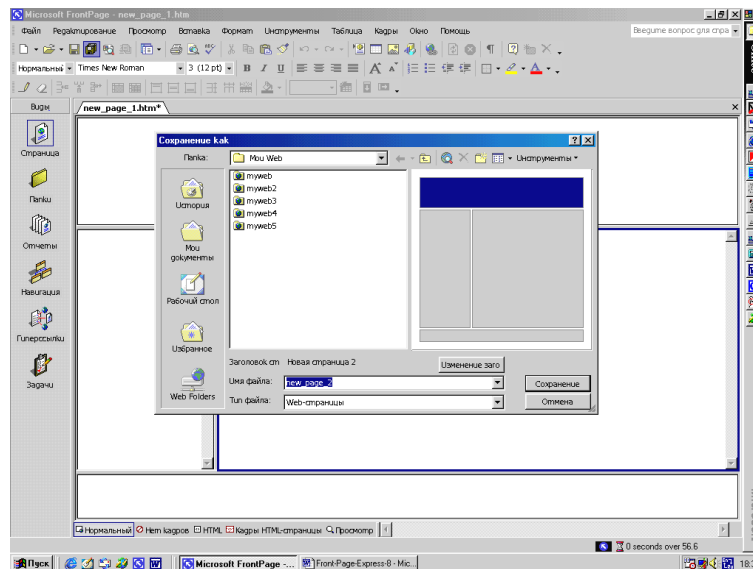 Microsoft FrontPage - new_page_1.htm
Файл Редактирование Просмотр Вставка Формат Инструменты Таблица Кадры Окно Помощь
Введите вопрос для спра
Нормальный Times New Roman 3 (12 pt)
Виды
new_page_1.htm*
Страница
Папки
Отчеты
Навигация
Гиперссылки
Задачи
Сохранение kak
Папка: Мои Web
Инструменты
История
Мои документы
Рабочий стол
Избранное
Web Folders
myweb
myweb2
myweb3
myweb4
myweb5
Заголовок ст Новая страница 2
Изменение заго
Имя файла: new_page_2
Сохранение
Тип файла: Web-страницы
Отмена
Нормальный Нет кадров HTML Кадры HTML-страницы Просмотр
0 seconds over 56.6
Пуск
Microsoft FrontPage -...
Front-Page-Express-8 - Mic...